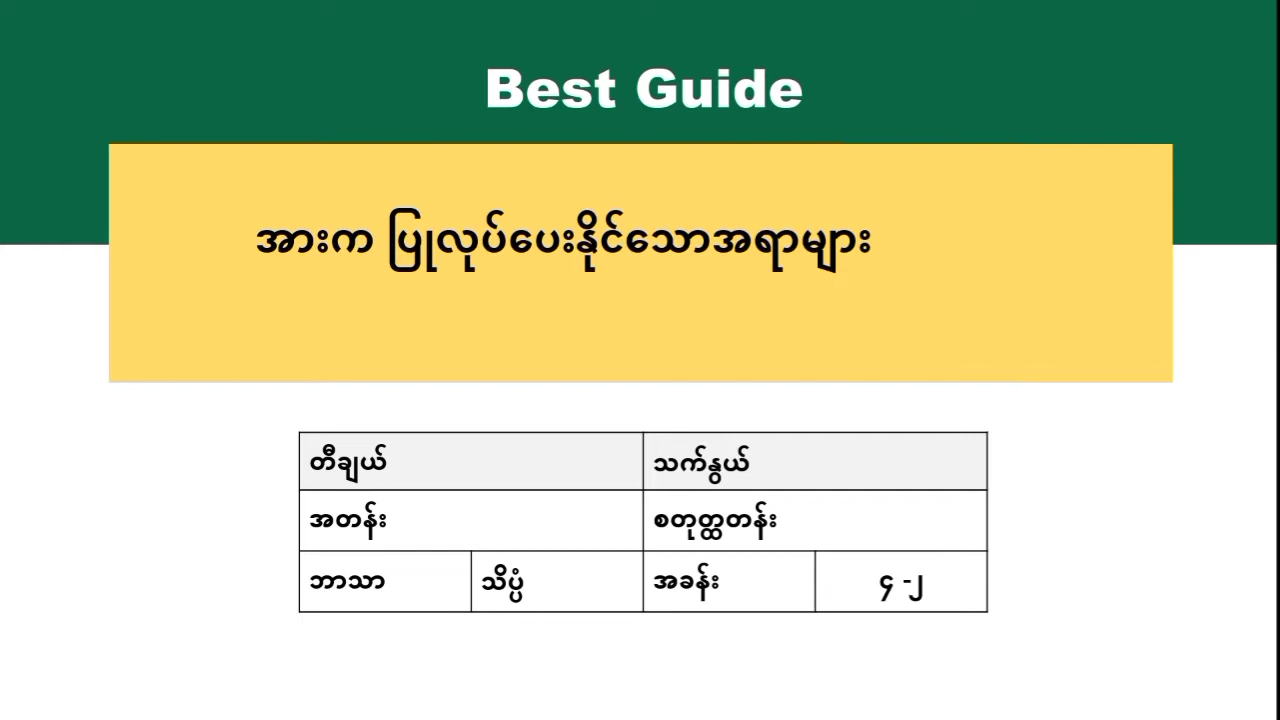 Best Guide
အားက ပြုလုပ်ပေးနိုင်သောအရာများ
တီချယ် သက်နွယ်
အတန်း စတုတ္ထတန်း
ဘာသာ သိပ္ပံ အခန်း ၄ -၂